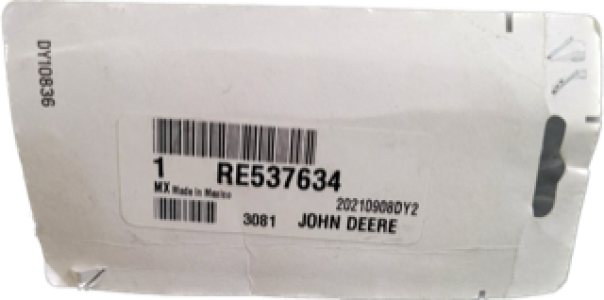 DY10836
1 RE537634
MX Made in Mexico
20210908DY2
3081 JOHN DEERE